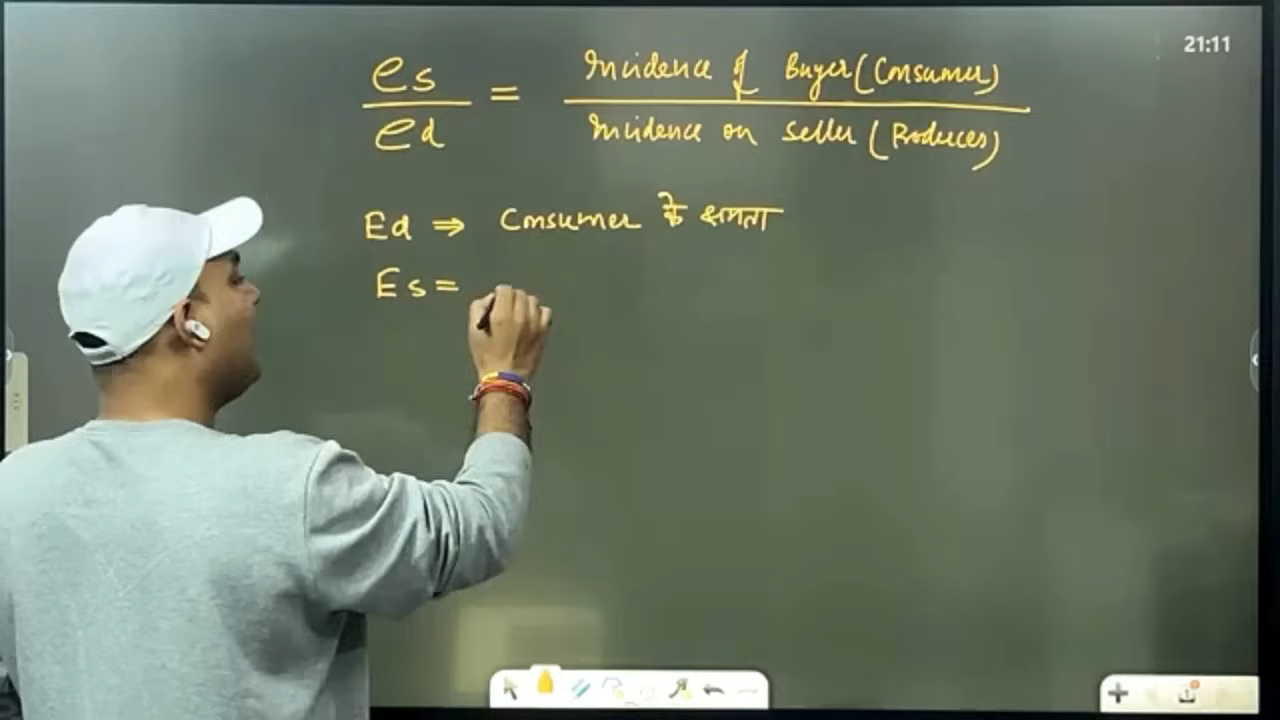 21:11
es / ed = Incidence of Buyer (Consumer) / Incidence on seller (Producer)
Ed ⇒ Consumer के क्षमता
Es =